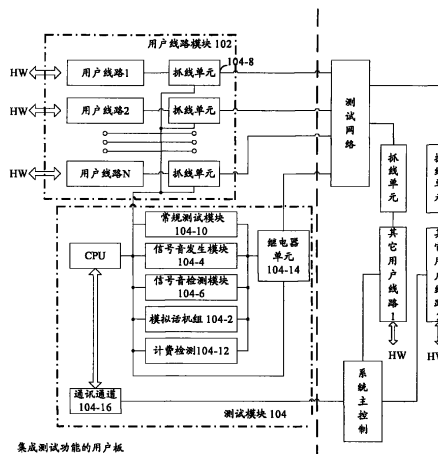 用户线路模块 102
HW
用户线路1
抓线单元
104-8
HW
用户线路2
抓线单元
HW
用户线路N
抓线单元
测试网络
抓线单元
其它用户线路1
HW
常规测试模块
104-10
信号音发生模块
104-4
信号音检测模块
104-6
模拟话机组 104-2
计费检测104-12
CPU
继电器单元
104-14
通讯通道
104-16
测试模块 104
系统主控制
集成测试功能的用户板